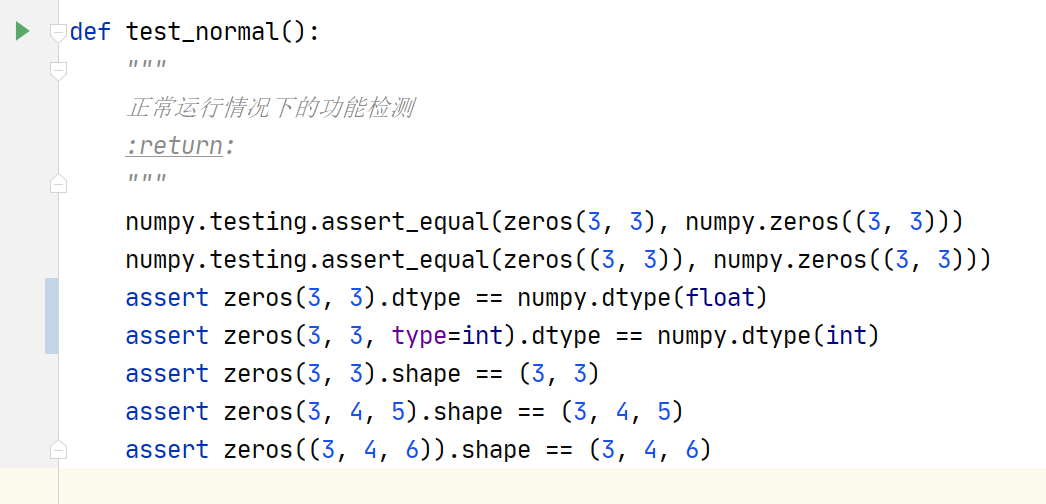 def test_normal():
    """
    正常运行情况下的功能检测
    :return:
    """
    numpy.testing.assert_equal(zeros(3, 3), numpy.zeros((3, 3)))
    numpy.testing.assert_equal(zeros((3, 3)), numpy.zeros((3, 3)))
    assert zeros(3, 3).dtype == numpy.dtype(float)
    assert zeros(3, 3, type=int).dtype == numpy.dtype(int)
    assert zeros(3, 3).shape == (3, 3)
    assert zeros(3, 4, 5).shape == (3, 4, 5)
    assert zeros((3, 4, 6)).shape == (3, 4, 6)